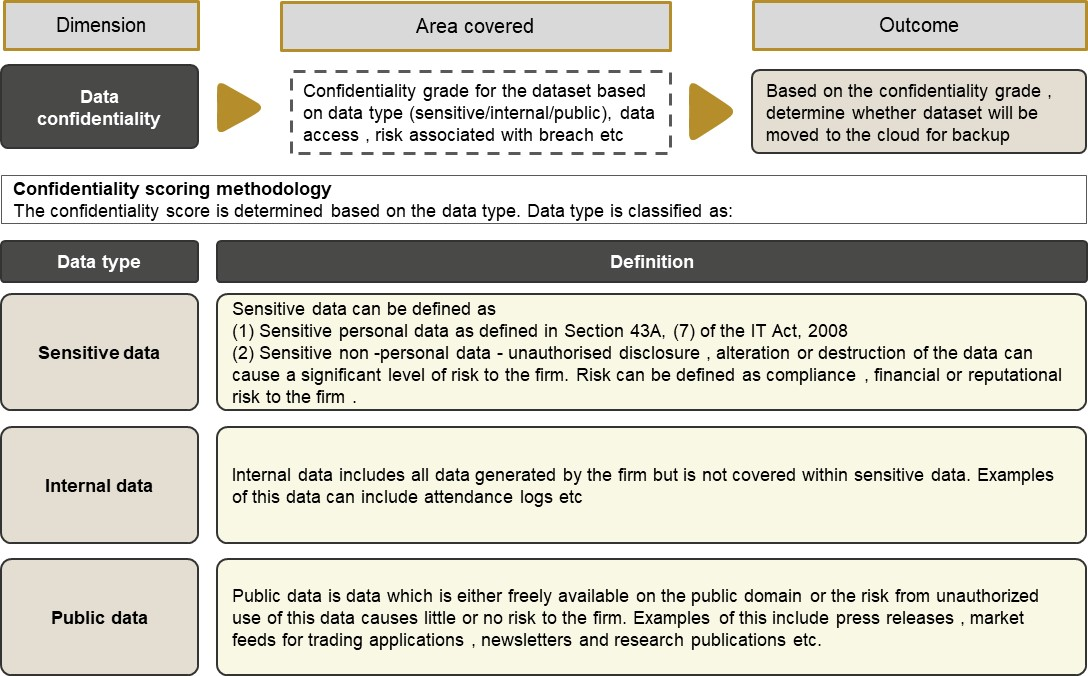 Dimension
Area covered
Outcome
Data
confidentiality
Confidentiality grade for the dataset based
on data type (sensitive/internal/public), data
access , risk associated with breach etc
Based on the confidentiality grade ,
determine whether dataset will be
moved to the cloud for backup
Confidentiality scoring methodology
The confidentiality score is determined based on the data type. Data type is classified as:
Data type
Definition
Sensitive data
Sensitive data can be defined as
(1) Sensitive personal data as defined in Section 43A, (7) of the IT Act, 2008
(2) Sensitive non -personal data - unauthorised disclosure , alteration or destruction of the data can
cause a significant level of risk to the firm. Risk can be defined as compliance , financial or reputational
risk to the firm .
Internal data
Internal data includes all data generated by the firm but is not covered within sensitive data. Examples
of this data can include attendance logs etc
Public data
Public data is data which is either freely available on the public domain or the risk from unauthorized
use of this data causes little or no risk to the firm. Examples of this include press releases , market
feeds for trading applications , newsletters and research publications etc.